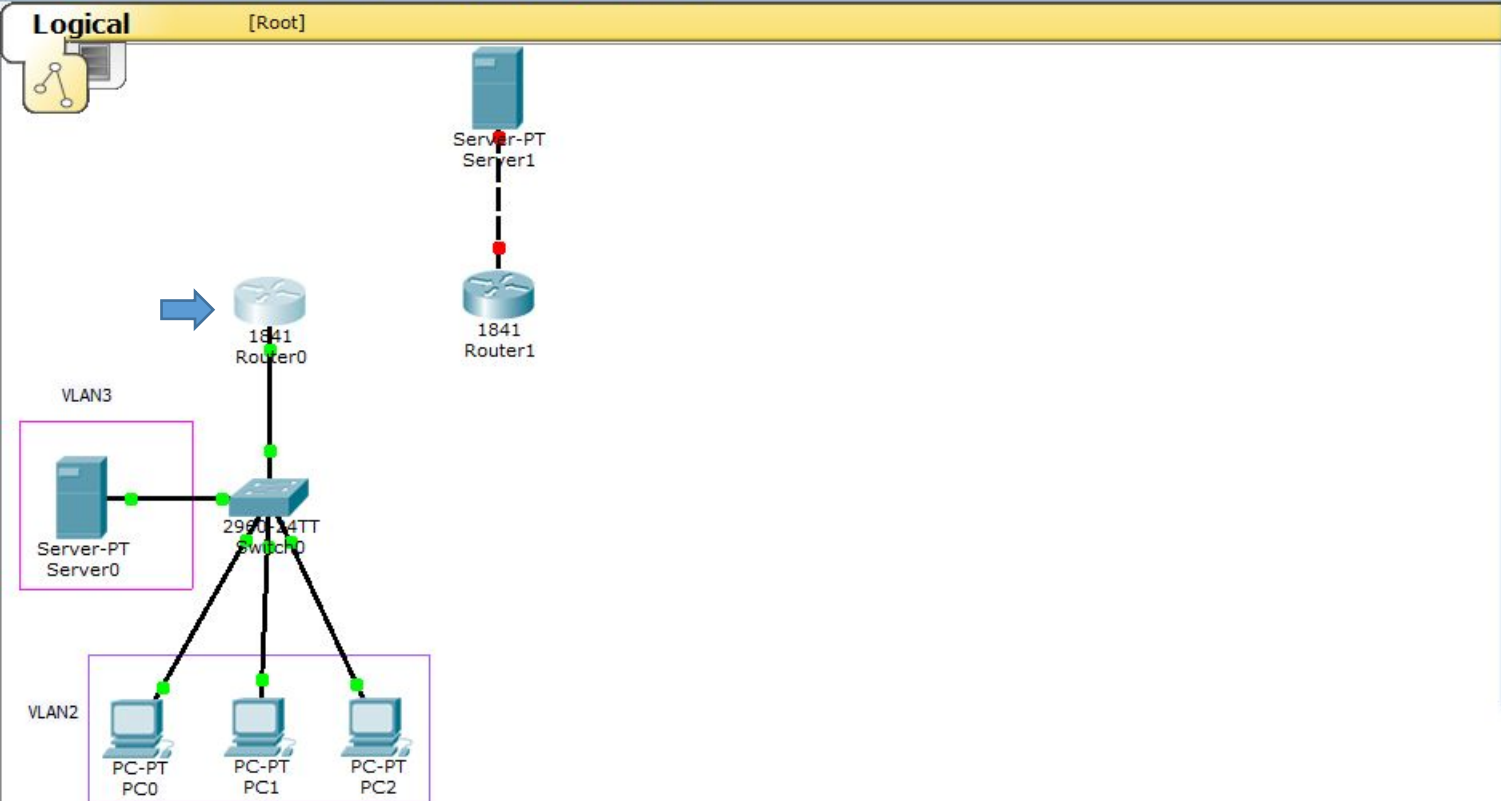 Logical
[Root]
Server-PT
Server1
1841
Router0
1841
Router1
VLAN3
Server-PT
Server0
2960-24TT
Switch0
VLAN2
PC-PT
PC0
PC-PT
PC1
PC-PT
PC2